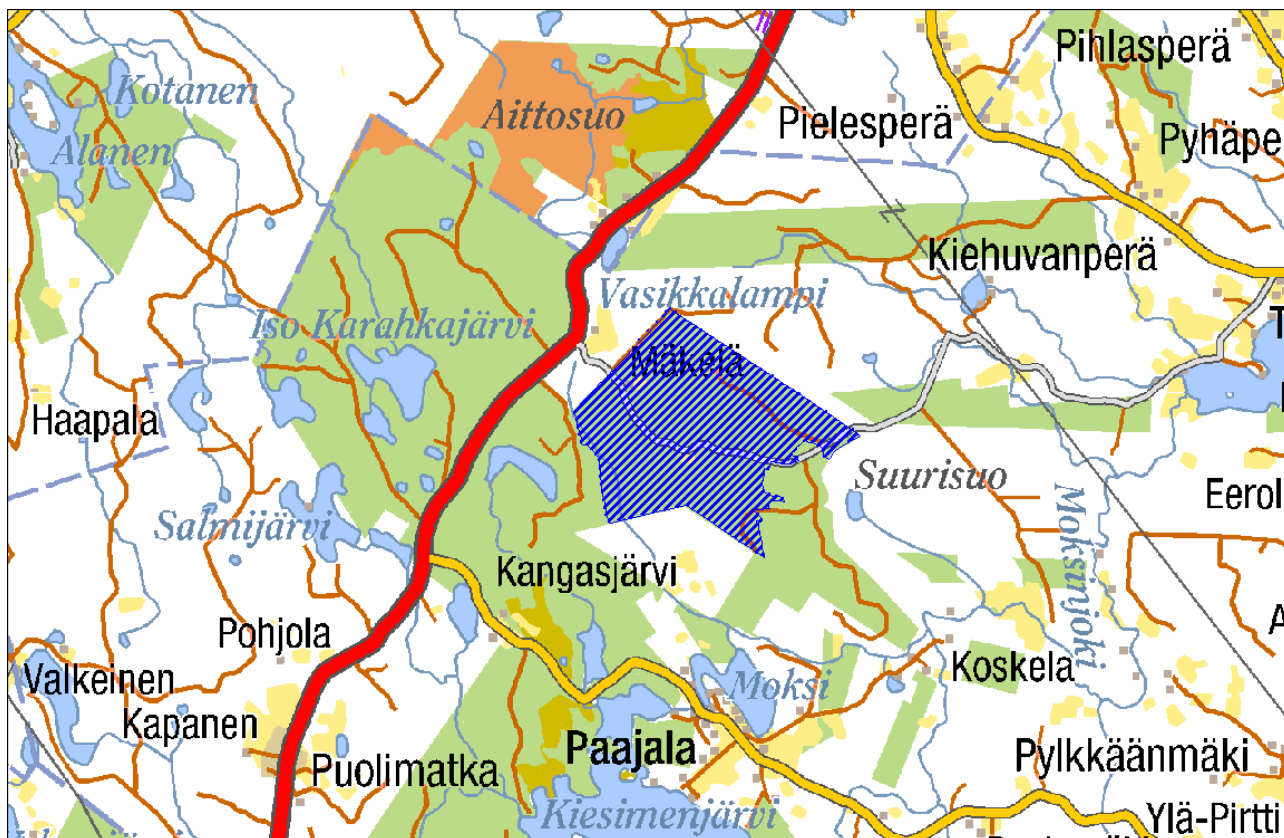 Pihlasperä
Kotanen
Aittosuo
Pielesperä
Alanen
Pyhäpe
Kiehuvanperä
Vasikkalampi
Iso Karahkajärvi
Mäkelä
Haapala
Suurisuo
Eerol
Salmijärvi
Moksinjoki
Kangasjärvi
Pohjola
Koskela
Valkeinen
Moksi
Kapanen
Paajala
Pylkkäänmäki
Puolimatka
Kiesimenjärvi
Ylä-Pirtti